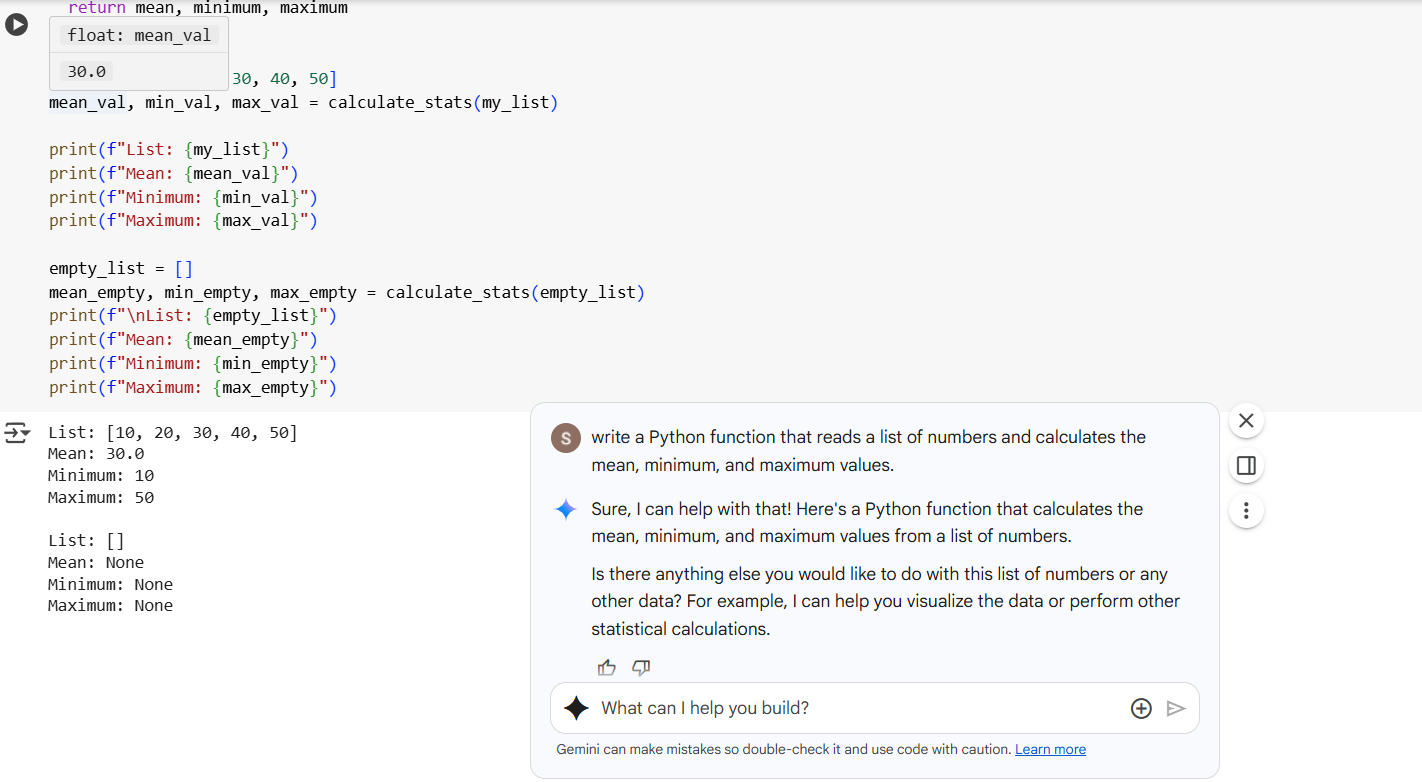 return mean, minimum, maximum
float: mean_val
30.0
30, 40, 50]
mean_val, min_val, max_val = calculate_stats(my_list)
print(f"List: {my_list}")
print(f"Mean: {mean_val}")
print(f"Minimum: {min_val}")
print(f"Maximum: {max_val}")
empty_list = []
mean_empty, min_empty, max_empty = calculate_stats(empty_list)
print(f"\nList: {empty_list}")
print(f"Mean: {mean_empty}")
print(f"Minimum: {min_empty}")
print(f"Maximum: {max_empty}")
List: [10, 20, 30, 40, 50]
Mean: 30.0
Minimum: 10
Maximum: 50
List: []
Mean: None
Minimum: None
Maximum: None
S
write a Python function that reads a list of numbers and calculates the
mean, minimum, and maximum values.
Sure, I can help with that! Here's a Python function that calculates the
mean, minimum, and maximum values from a list of numbers.
Is there anything else you would like to do with this list of numbers or any
other data? For example, I can help you visualize the data or perform other
statistical calculations.
What can I help you build?
Gemini can make mistakes so double-check it and use code with caution. Learn more